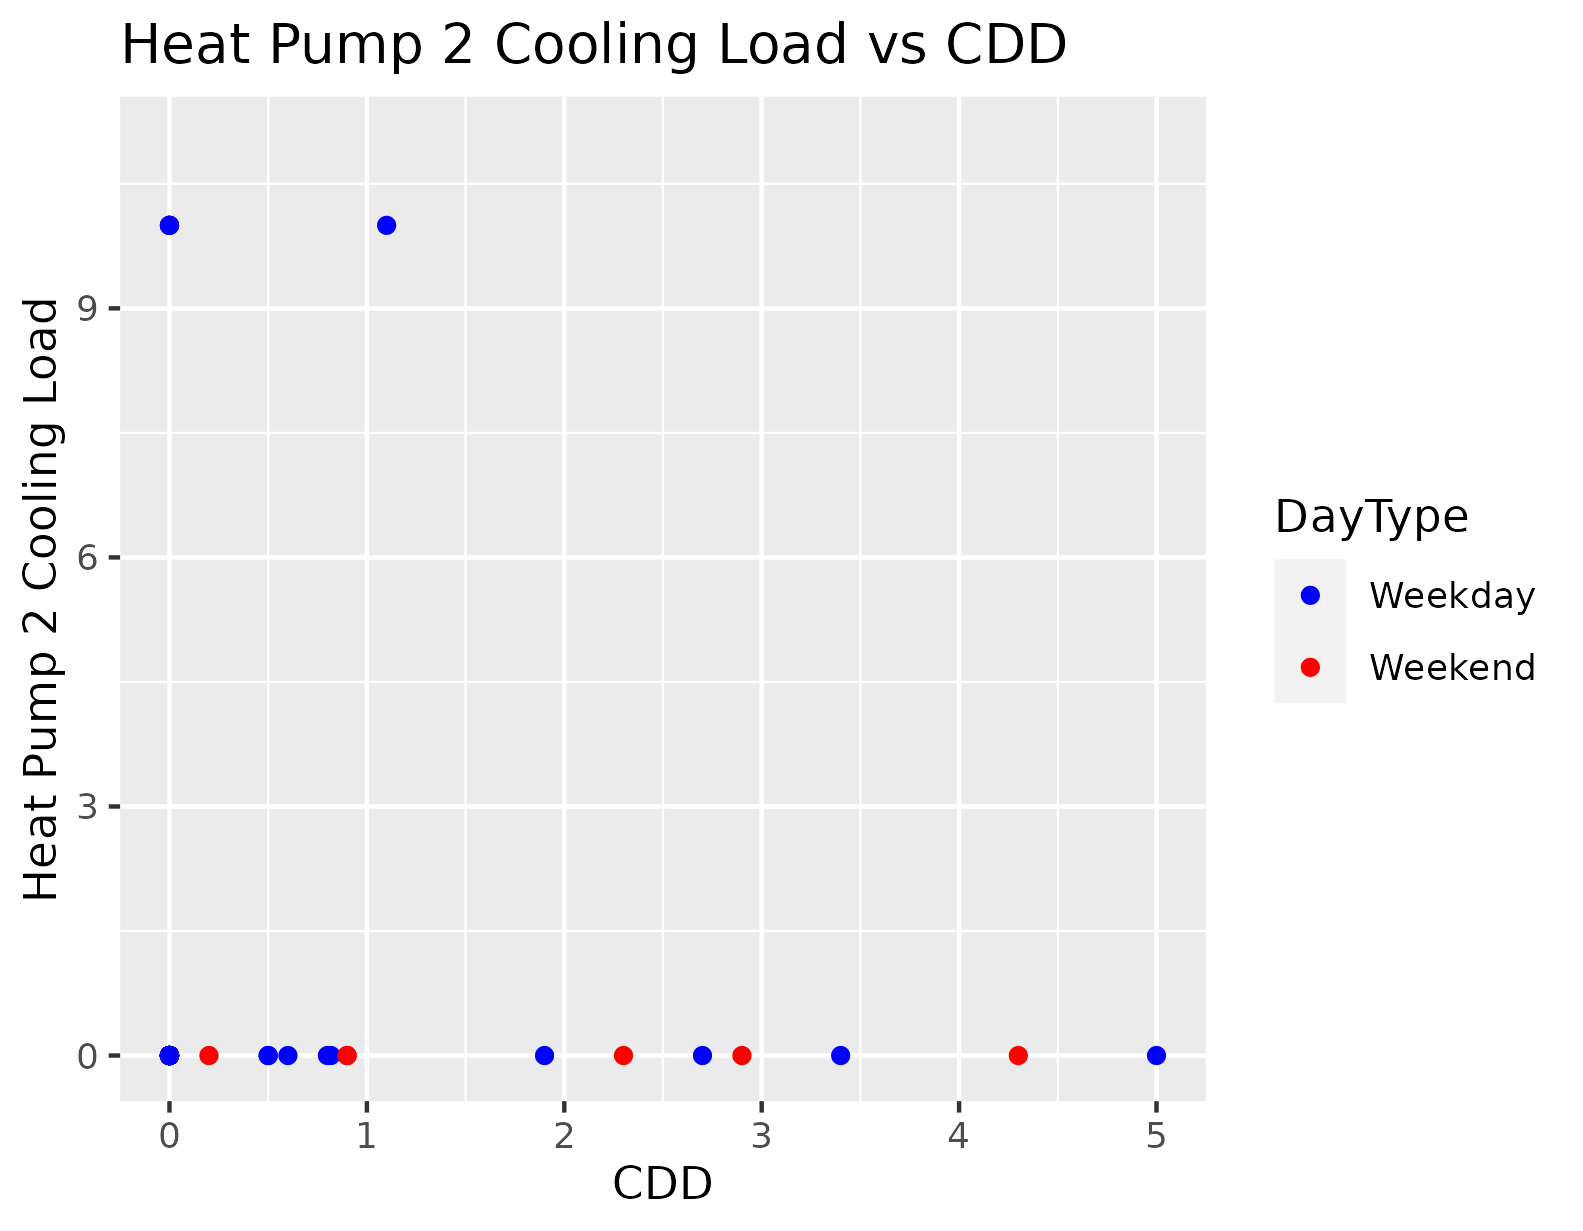 Heat Pump 2 Cooling Load vs CDD
Heat Pump 2 Cooling Load
9
6
3
0
0 1 2 3 4 5
CDD
DayType
Weekday
Weekend